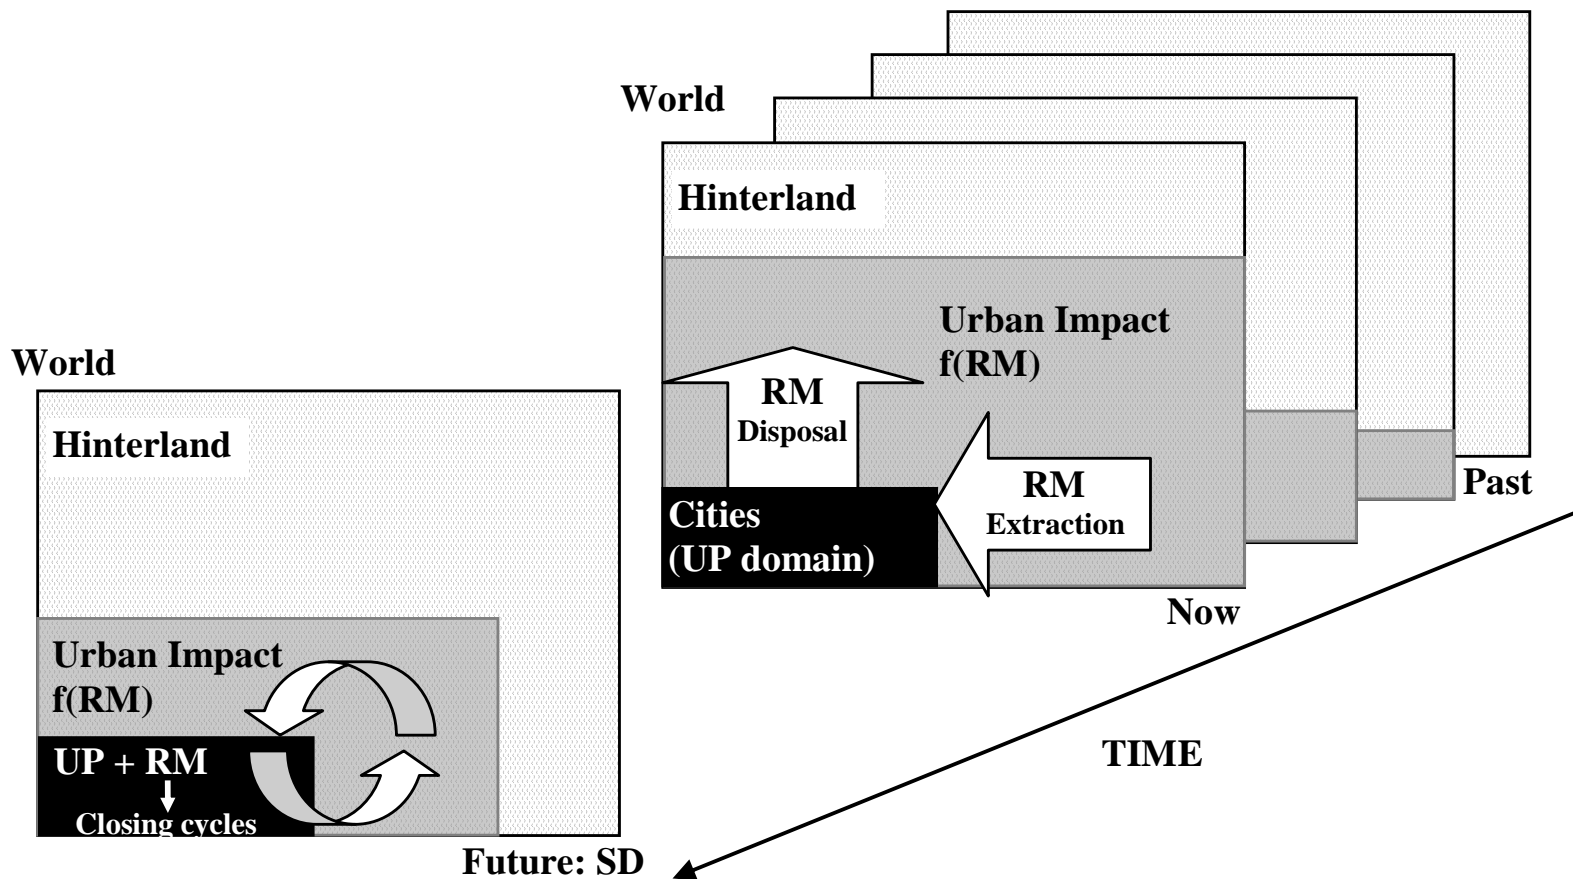 World
Hinterland
Urban Impact
f(RM)
RM
Disposal
RM
Extraction
Cities
(UP domain)
Now
Past
World
Hinterland
Urban Impact
f(RM)
UP + RM
Closing cycles
Future: SD
TIME